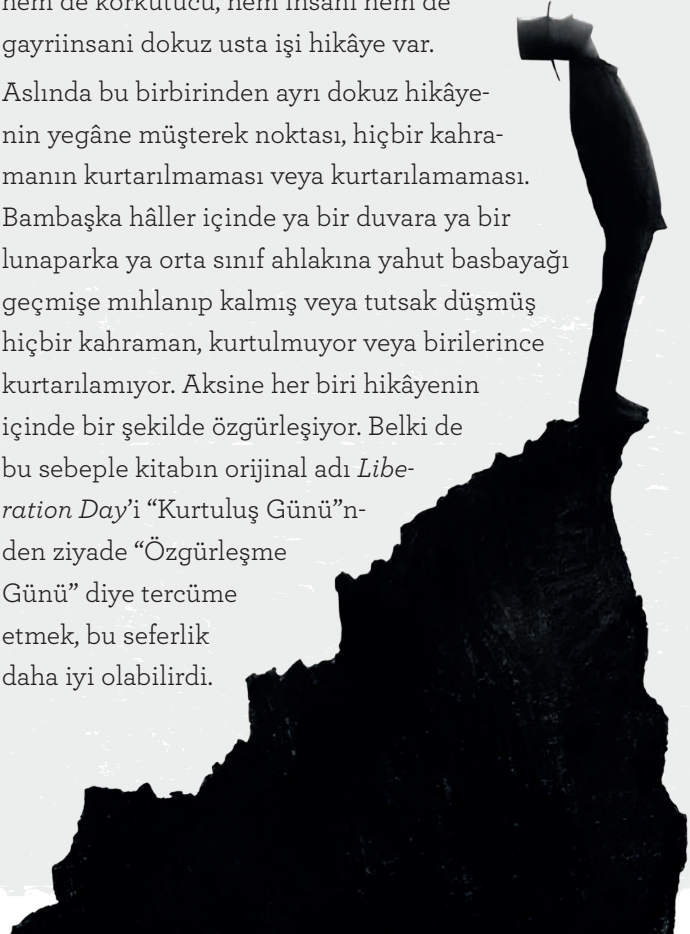 nem de korkutucu, hem insani hem de
gayriinsani dokuz usta işi hikâye var.
Aslında bu birbirinden ayrı dokuz hikâye-
nin yegâne müşterek noktası, hiçbir kahra-
manın kurtarılmaması veya kurtarılamaması.
Bambaşka hâller içinde ya bir duvara ya bir
lunaparka ya orta sınıf ahlakına yahut basbayağı
geçmişe mıhlanıp kalmış veya tutsak düşmüş
hiçbir kahraman, kurtulmuyor veya birilerince
kurtarılamıyor. Aksine her biri hikâyenin
içinde bir şekilde özgürleşiyor. Belki de
bu sebeple kitabın orijinal adı Libe-
ration Day’i “Kurtuluş Günü”n-
den ziyade “Özgürleşme
Günü” diye tercüme
etmek, bu seferlik
daha iyi olabilirdi.